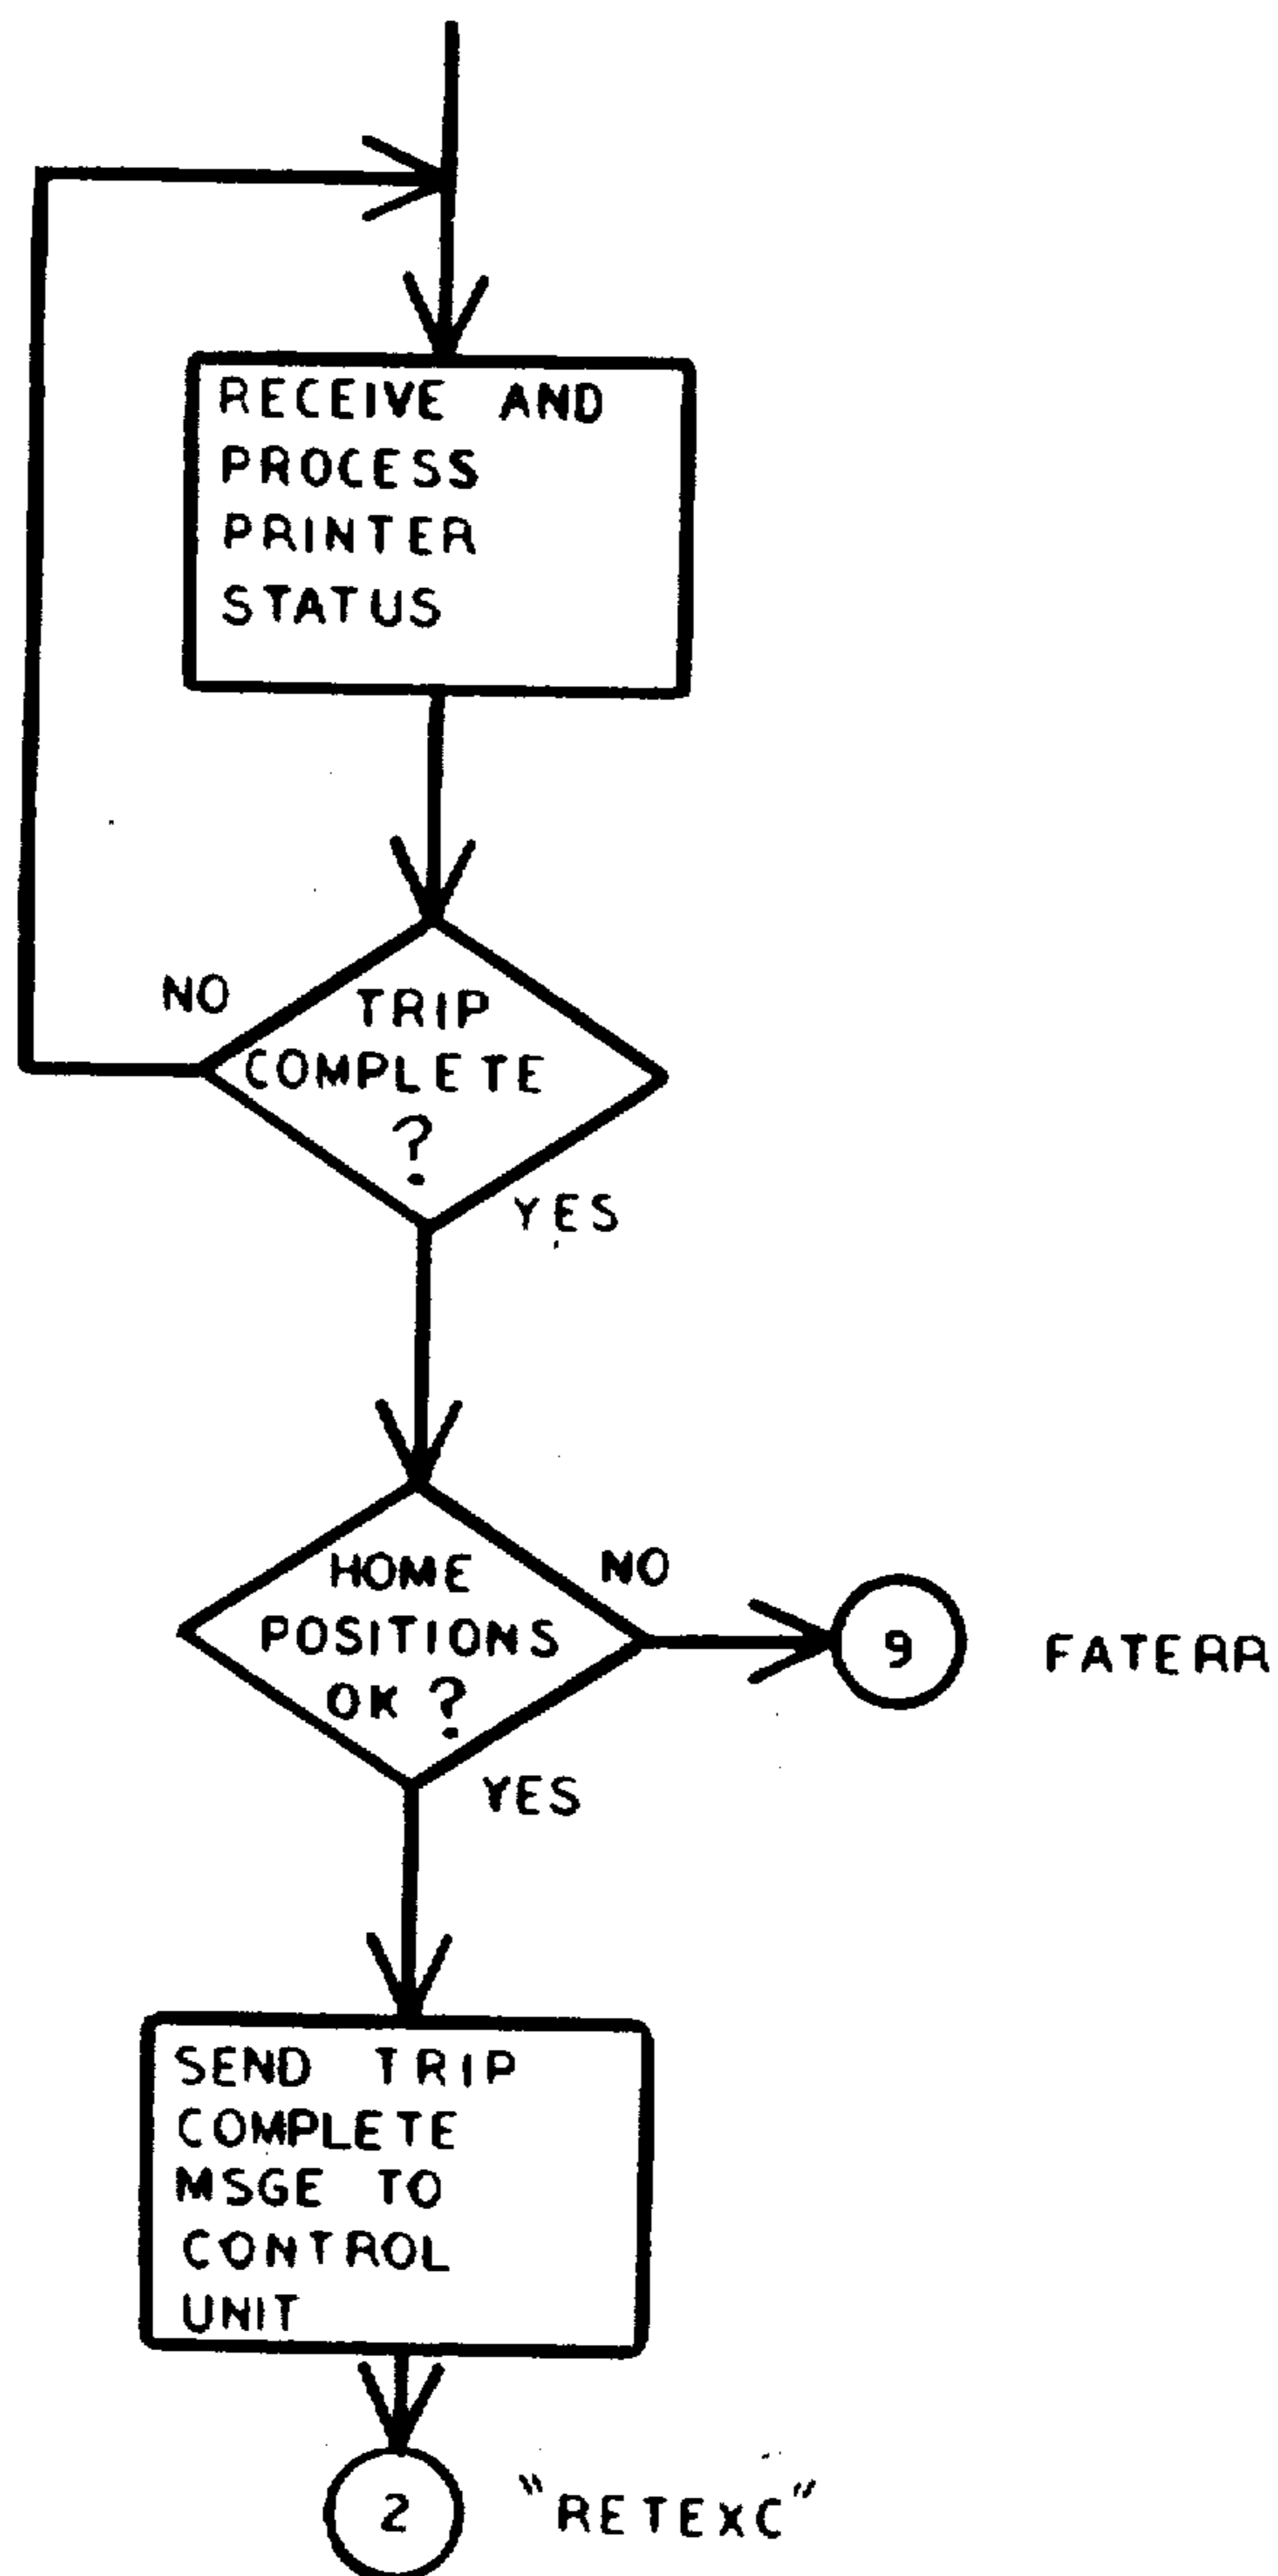 RECEIVE AND
PROCESS
PRINTER
STATUS
NO
TRIP
COMPLETE
?
YES
HOME
POSITIONS
OK ?
NO
9
FATERR
YES
SEND TRIP
COMPLETE
MSGE TO
CONTROL
UNIT
2
"RETEXC"